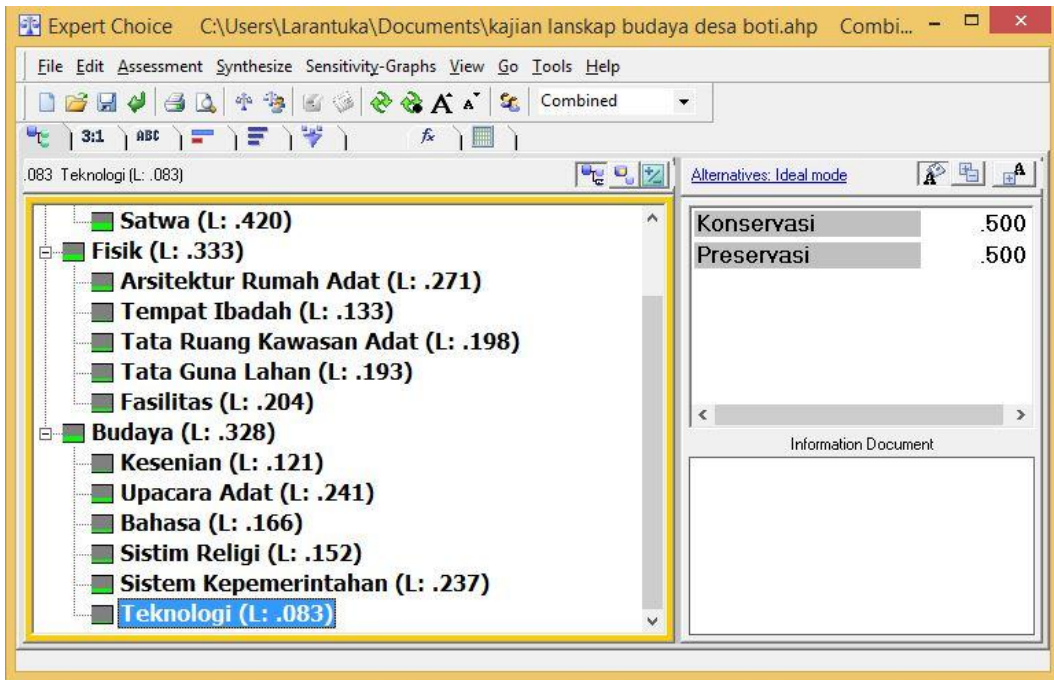 Expert Choice C:\Users\Larantuka\Documents\kajian lanskap budaya desa boti.ahp Combi...
File Edit Assessment Synthesize Sensitivity-Graphs View Go Tools Help
Combined
3:1 ABC fx
.083 Teknologi (L: .083)
Alternatives: Ideal mode
Satwa (L: .420)
Fisik (L: .333)
Arsitektur Rumah Adat (L: .271)
Tempat Ibadah (L: .133)
Tata Ruang Kawasan Adat (L: .198)
Tata Guna Lahan (L: .193)
Fasilitas (L: .204)
Budaya (L: .328)
Kesenian (L: .121)
Upacara Adat (L: .241)
Bahasa (L: .166)
Sistim Religi (L: .152)
Sistem Kepemerintahan (L: .237)
Teknologi (L: .083)
Konservasi .500
Preservasi .500
Information Document